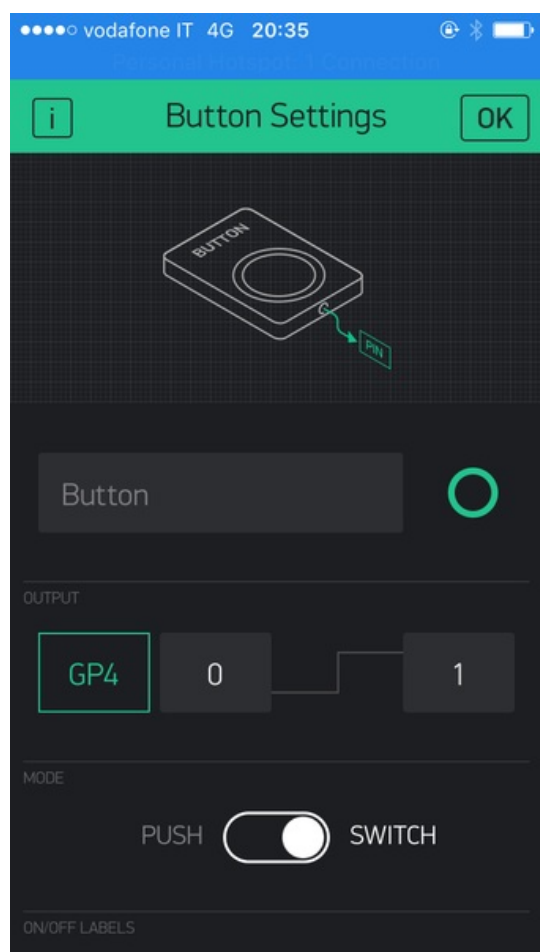 vodafone IT 4G 20:35
Personal Hotspot: 1 Connection
i Button Settings OK
BUTTON
PIN
Button
OUTPUT
GP4 0 1
MODE
PUSH SWITCH
ON/OFF LABELS